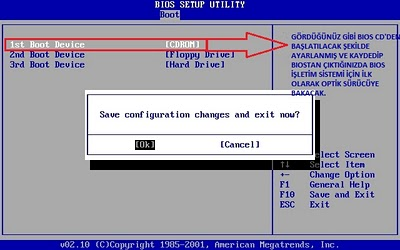 BIOS SETUP UTILITY
Boot
1st Boot Device [CDROM]
2nd Boot Device [Floppy Drive]
3rd Boot Device [Hard Drive]
GÖRDÜĞÜNÜZ GİBİ BIOS CD'DEN
BAŞLATILACAK ŞEKİLDE
AYARLANMIŞ VE KAYDEDİP
BIOSTAN ÇIKTIĞINIZDA BIOS
İŞLETİM SİSTEMİ İÇİN İLK
OLARAK OPTİK SÜRÜCÜYE
BAKACAK.
Save configuration changes and exit now?
[Ok] [Cancel]
elect Screen
↑↓ Select Item
+- Change Option
F1 General Help
F10 Save and Exit
ESC Exit
v02.10 (C)Copyright 1985-2001, American Megatrends, Inc.